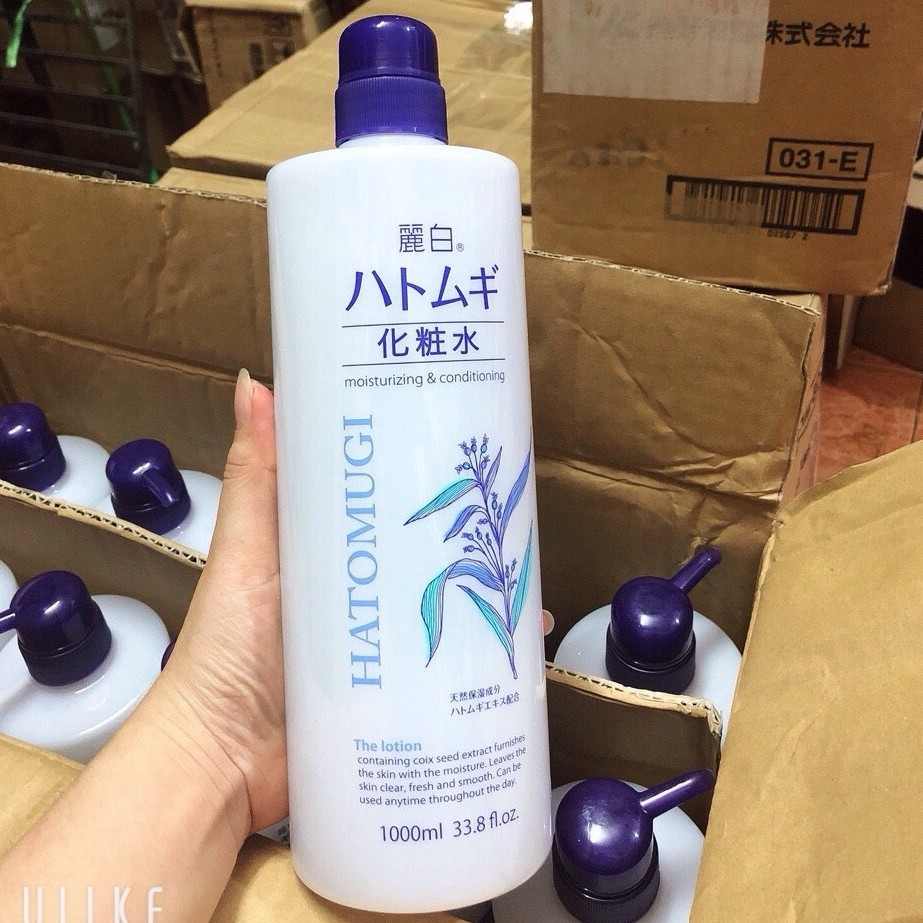 株式会社
031-E
麗白®
ハトムギ
化粧水
moisturizing & conditioning
HATOMUGI
天然保湿成分
ハトムギエキス配合
The lotion
containing coix seed extract furnishes
the skin with the moisture. Leaves the
skin clear, fresh and smooth. Can be
used anytime throughout the day.
1000ml 33.8 fl.oz.
ULIKE